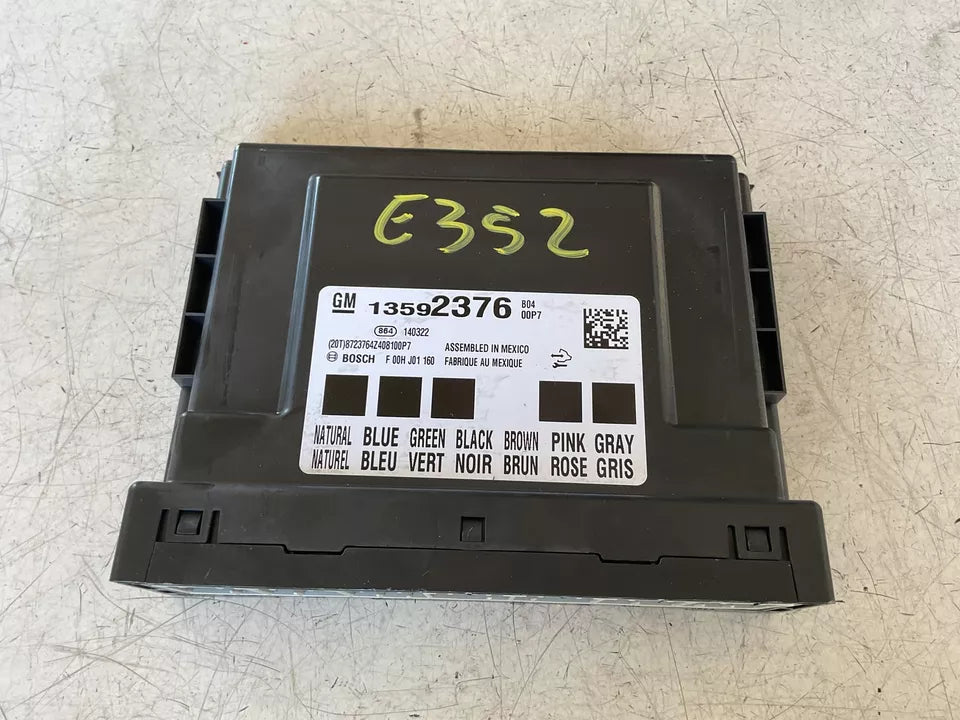 E352
GM 13592376 B04 00P7
864 140322
(20T)8723764Z408100P7 ASSEMBLED IN MEXICO
BOSCH F 00H J01 160 FABRIQUE AU MEXIQUE
NATURAL BLUE GREEN BLACK BROWN PINK GRAY
NATUREL BLEU VERT NOIR BRUN ROSE GRIS